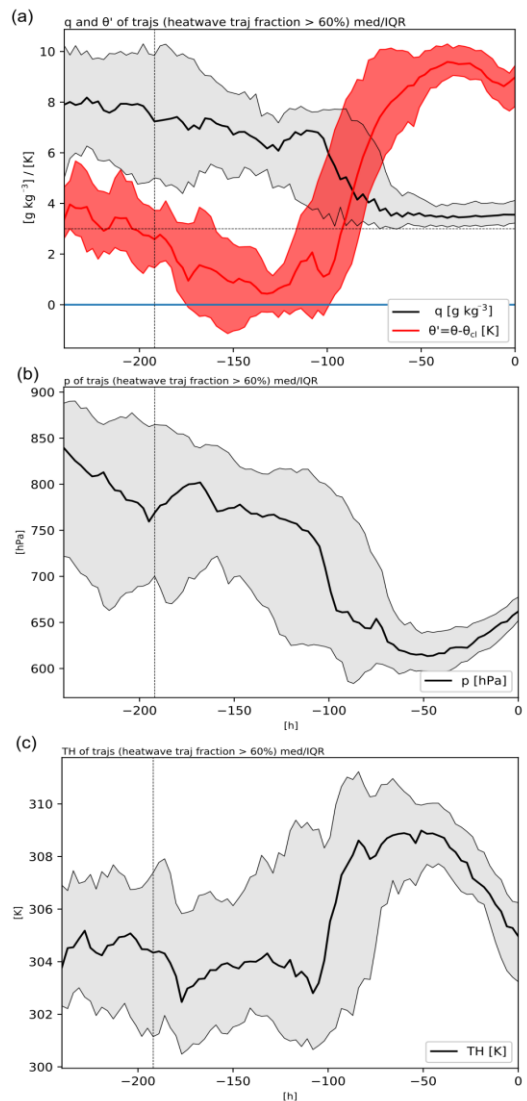 (a)
q and θ' of trajs (heatwave traj fraction > 60%) med/IQR
[g kg⁻³] / [K]
10
8
6
4
2
0
q [g kg⁻³]
θ'=θ-θcl [K]
−200 −150 −100 −50 0
(b)
p of trajs (heatwave traj fraction > 60%) med/IQR
[hPa]
900
850
800
750
700
650
600
p [hPa]
−200 −150 −100 −50 0
[h]
(c)
TH of trajs (heatwave traj fraction > 60%) med/IQR
[K]
310
308
306
304
302
300
TH [K]
−200 −150 −100 −50 0
[h]